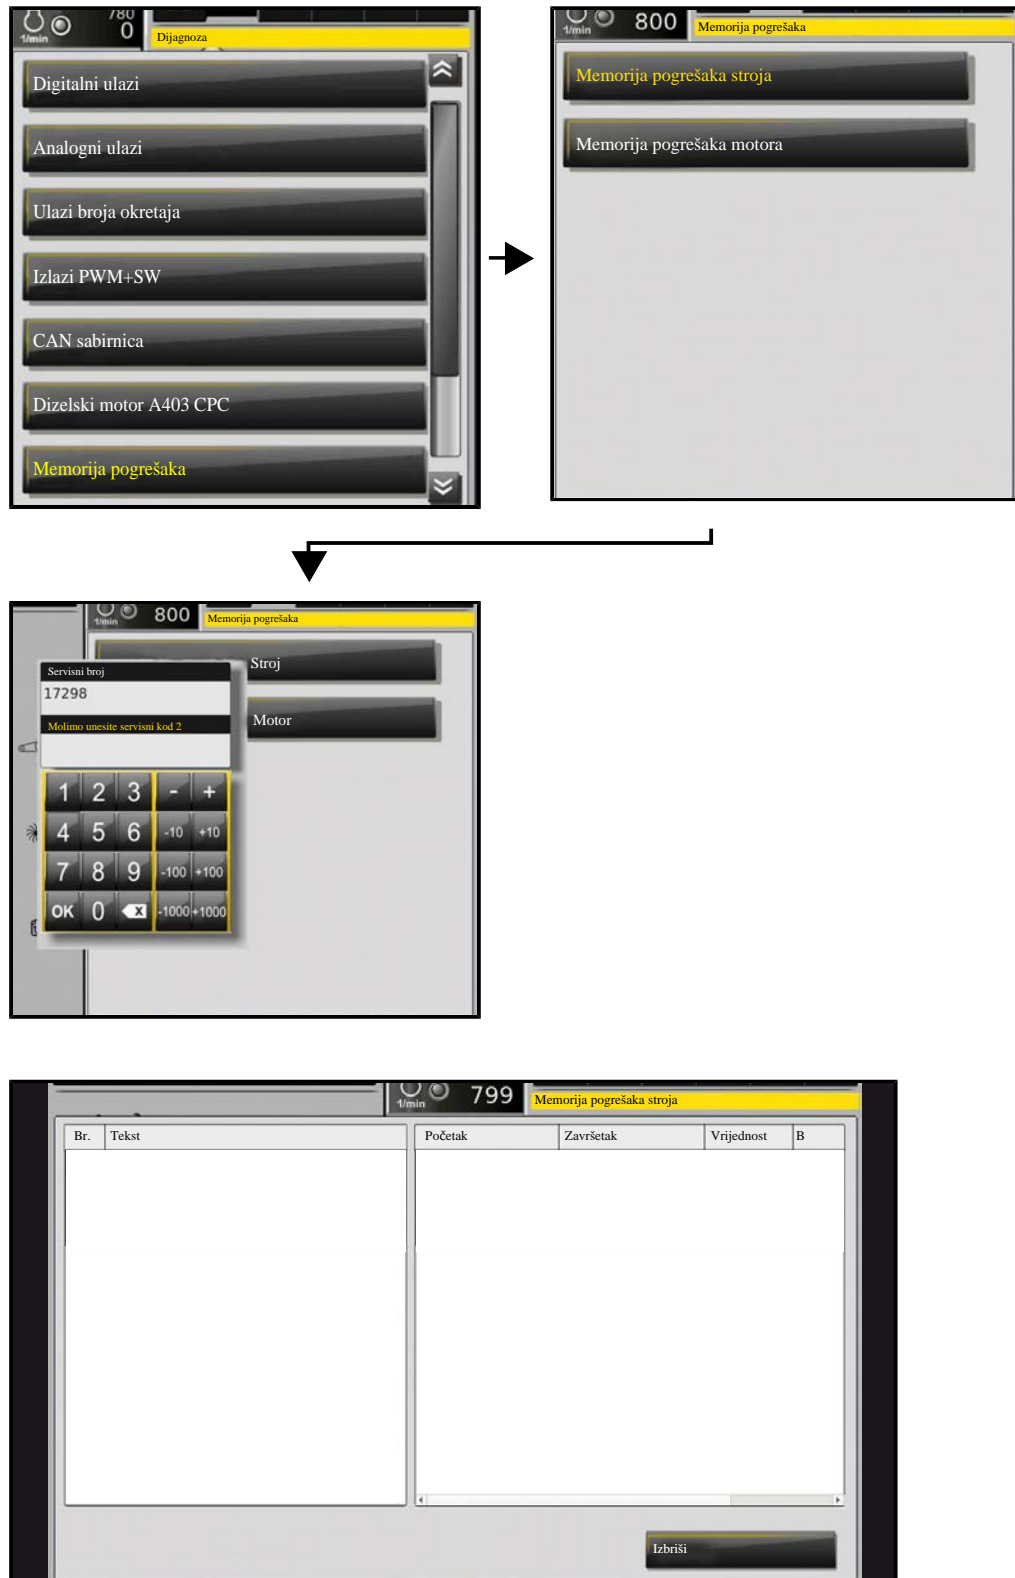 1/min
780
0
Dijagnoza
Digitalni ulazi
Analogni ulazi
Ulazi broja okretaja
Izlazi PWM+SW
CAN sabirnica
Dizelski motor A403 CPC
Memorija pogrešaka
1/min
800
Memorija pogrešaka
Memorija pogrešaka stroja
Memorija pogrešaka motora
1/min
800
Memorija pogrešaka
Stroj
Motor
Servisni broj
17298
Molimo unesite servisni kod 2
1 2 3 - +
4 5 6 -10 +10
7 8 9 -100 +100
OK 0 X -1000 +1000
1/min
799
Memorija pogrešaka stroja
Br. Tekst Početak Završetak Vrijednost B
Izbriši